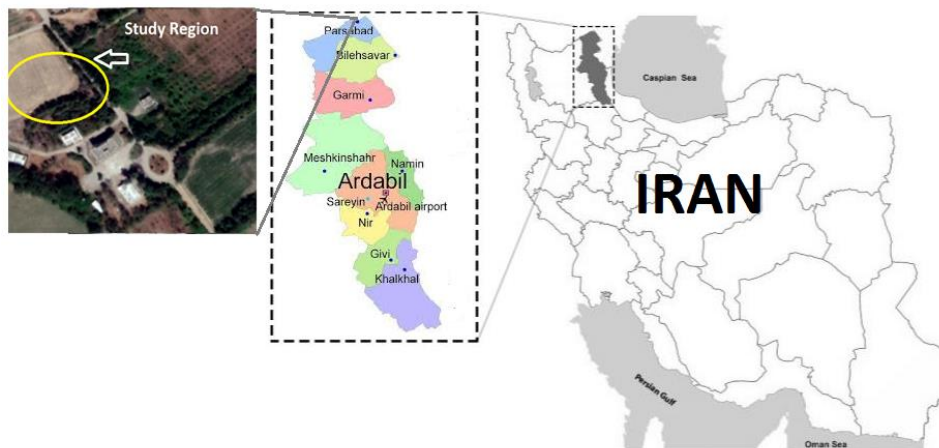 Study Region
Parsabad
Bilehsavar
Garmi
Meshkinshahr
Namin
Ardabil
Sareyin
Ardabil airport
Nir
Givi
Khalkhal
Caspian Sea
IRAN
Persian Gulf
Oman Sea